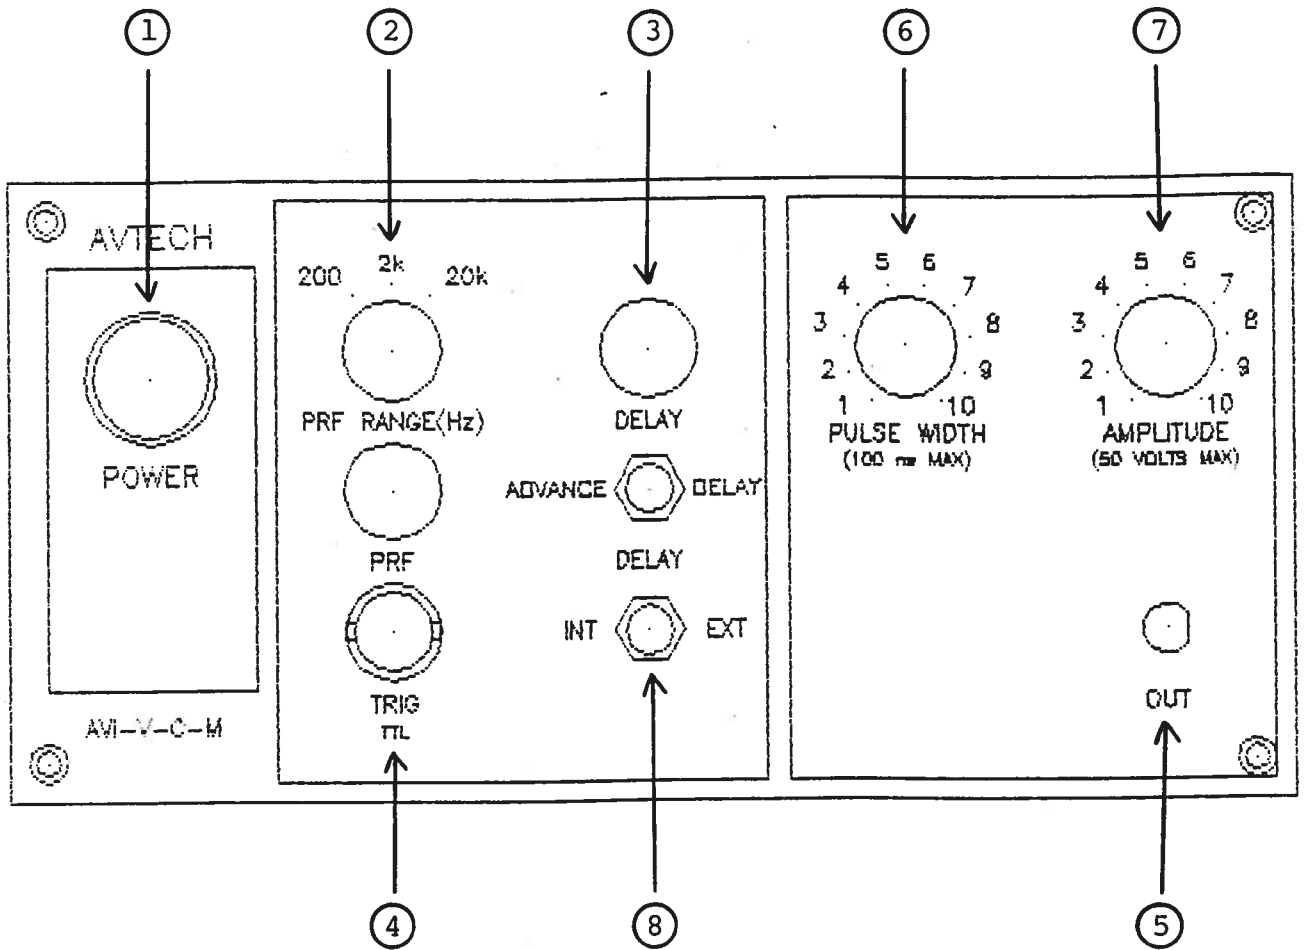 1 2 3 6 7
AVTECH
POWER
AVI-V-O-M
200 2k 20k
PRF RANGE(Hz)
PRF
TRIG
TTL
DELAY
ADVANCE DELAY
DELAY
INT EXT
1 2 3 4 5 6 7 8 9 10
PULSE WIDTH
(100 ns MAX)
1 2 3 4 5 6 7 8 9 10
AMPLITUDE
(50 VOLTS MAX)
OUT
4 8 5